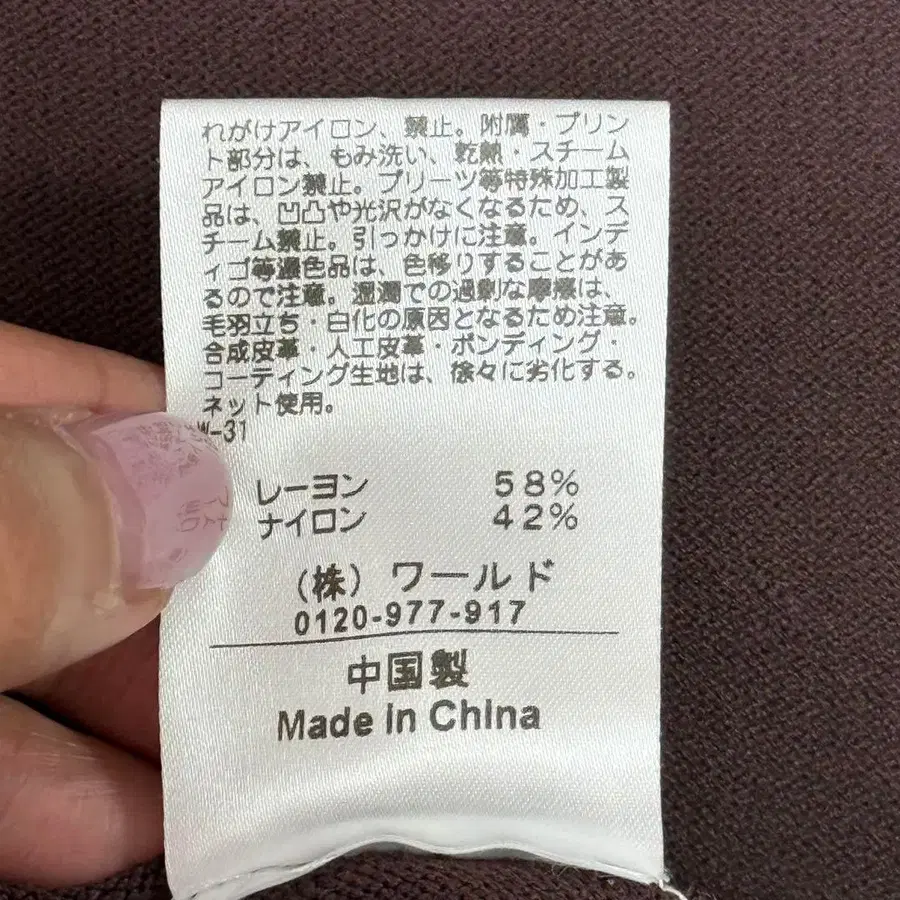 れがけアイロン、禁止。附属・プリン
ト部分は、もみ洗い、乾熱・スチーム
アイロン禁止。プリーツ等特殊加工製
品は、凹凸や光沢がなくなるため、ス
チーム禁止。引っかけに注意。インデ
ィゴ等濃色品は、色移りすることがあ
るので注意。湿潤での過剰な摩擦は、
毛羽立ち・白化の原因となるため注意。
合成皮革・人工皮革・ボンディング・
コーティング生地は、徐々に劣化する。
ネット使用。
W-31
レーヨン 58%
ナイロン 42%
(株) ワールド
0120-977-917
中国製
Made in China